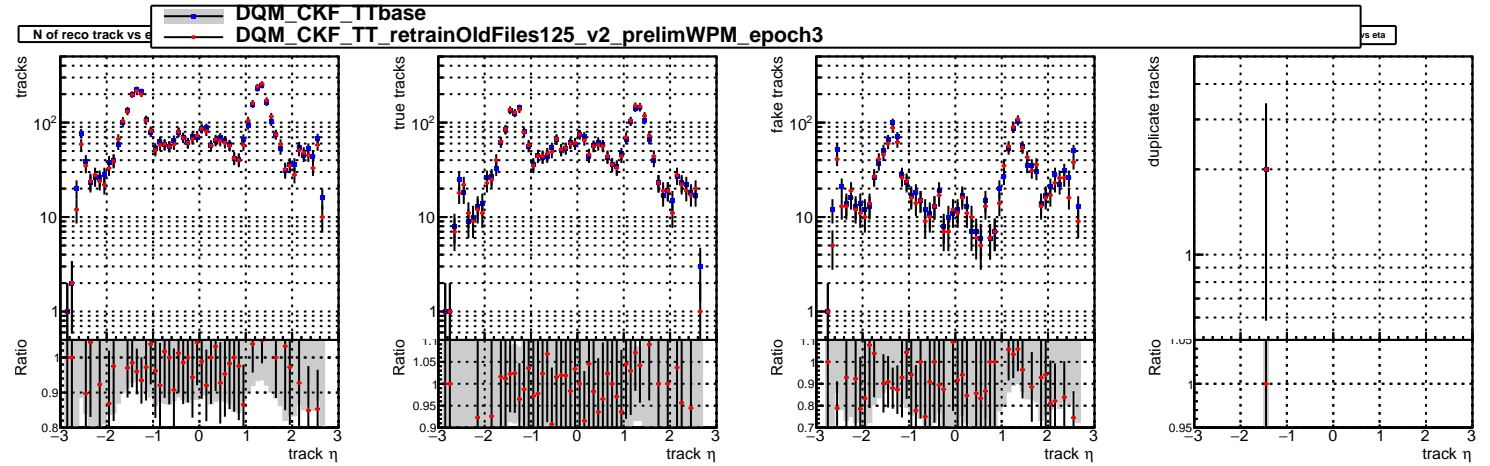 DQM_CKF_TTbase
DQM_CKF_TT_retrainOldFiles125_v2_prelimWPM_epoch3
N of reco track vs e
vs eta
tracks
10²
10
1
Ratio
1
0.9
0.8
−3 −2 −1 0 1 2 3
track η
true tracks
10²
10
1
Ratio
1.1
1.05
1
0.95
0.9
−3 −2 −1 0 1 2 3
track η
fake tracks
10²
10
1
Ratio
1.1
1
0.9
0.8
0.7
−3 −2 −1 0 1 2 3
track η
duplicate tracks
1
Ratio
1.05
1
0.95
−3 −2 −1 0 1 2 3
track η